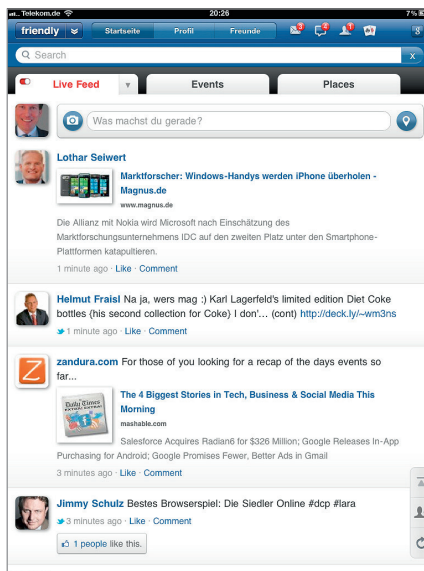 Telekom.de 20:26 7%
friendly Startseite Profil Freunde 8
Search x
Live Feed Events Places
Was machst du gerade?
Lothar Seiwert
Marktforscher: Windows-Handys werden iPhone überholen -
Magnus.de
www.magnus.de
Die Allianz mit Nokia wird Microsoft nach Einschätzung des
Marktforschungsunternehmens IDC auf den zweiten Platz unter den Smartphone-
Plattformen katapultieren.
1 minute ago · Like · Comment
Helmut Fraisl Na ja, wers mag :) Karl Lagerfeld's limited edition Diet Coke
bottles {his second collection for Coke} I don'... (cont) http://deck.ly/~wm3ns
1 minute ago · Like · Comment
zandura.com For those of you looking for a recap of the days events so
far...
Daily Times
The 4 Biggest Stories in Tech, Business & Social Media This
Morning
mashable.com
Salesforce Acquires Radian6 for $326 Million; Google Releases In-App
Purchasing for Android; Google Promises Fewer, Better Ads in Gmail
3 minutes ago · Like · Comment
Jimmy Schulz Bestes Browserspiel: Die Siedler Online #dcp #lara
3 minutes ago · Like · Comment
1 people like this.